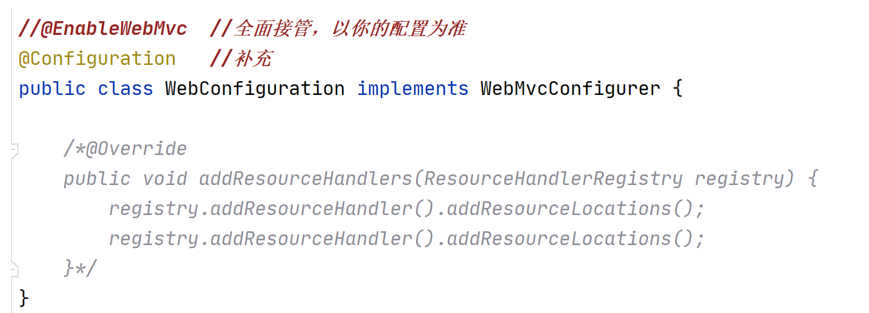 //@EnableWebMvc  //全面接管，以你的配置为准
@Configuration   //补充
public class WebConfiguration implements WebMvcConfigurer {
/*@Override
public void addResourceHandlers(ResourceHandlerRegistry registry) {
registry.addResourceHandler().addResourceLocations();
registry.addResourceHandler().addResourceLocations();
}*/
}